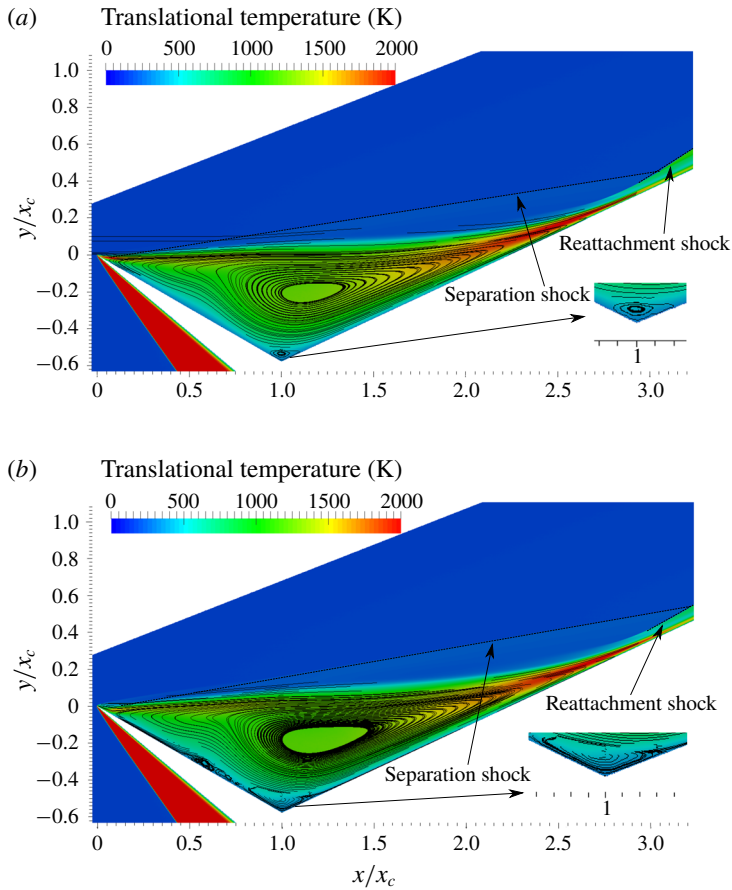 (a) Translational temperature (K)
0 500 1000 1500 2000
1.0
0.8
0.6
0.4
0.2
0
−0.2
−0.4
−0.6
y/x_c
Reattachment shock
Separation shock
1
0 0.5 1.0 1.5 2.0 2.5 3.0
(b) Translational temperature (K)
0 500 1000 1500 2000
1.0
0.8
0.6
0.4
0.2
0
−0.2
−0.4
−0.6
y/x_c
Reattachment shock
Separation shock
1
0 0.5 1.0 1.5 2.0 2.5 3.0
x/x_c